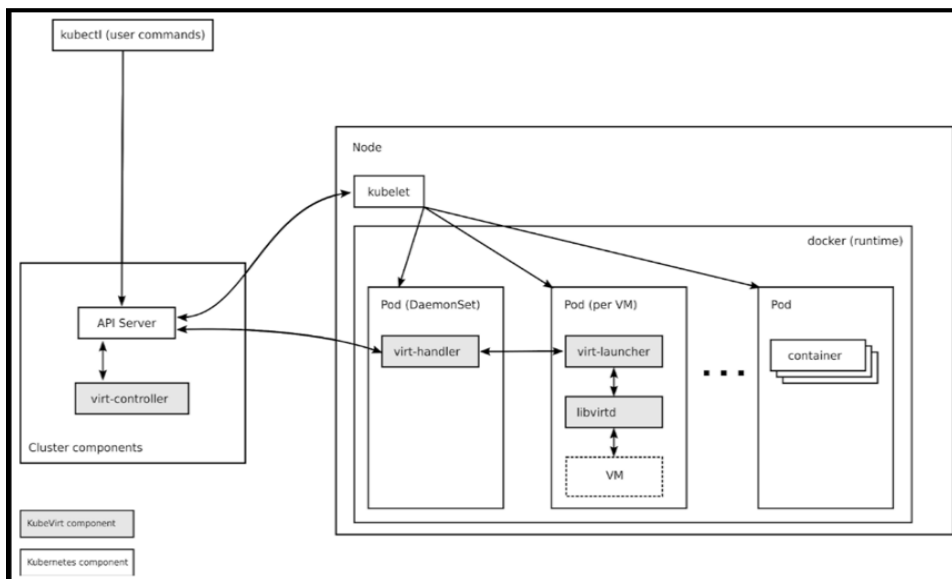 kubectl (user commands)
Node
kubelet
docker (runtime)
Pod (DaemonSet)
Pod (per VM)
Pod
API Server
virt-handler
virt-launcher
container
virt-controller
libvirtd
Cluster components
VM
KubeVirt component
Kubernetes component